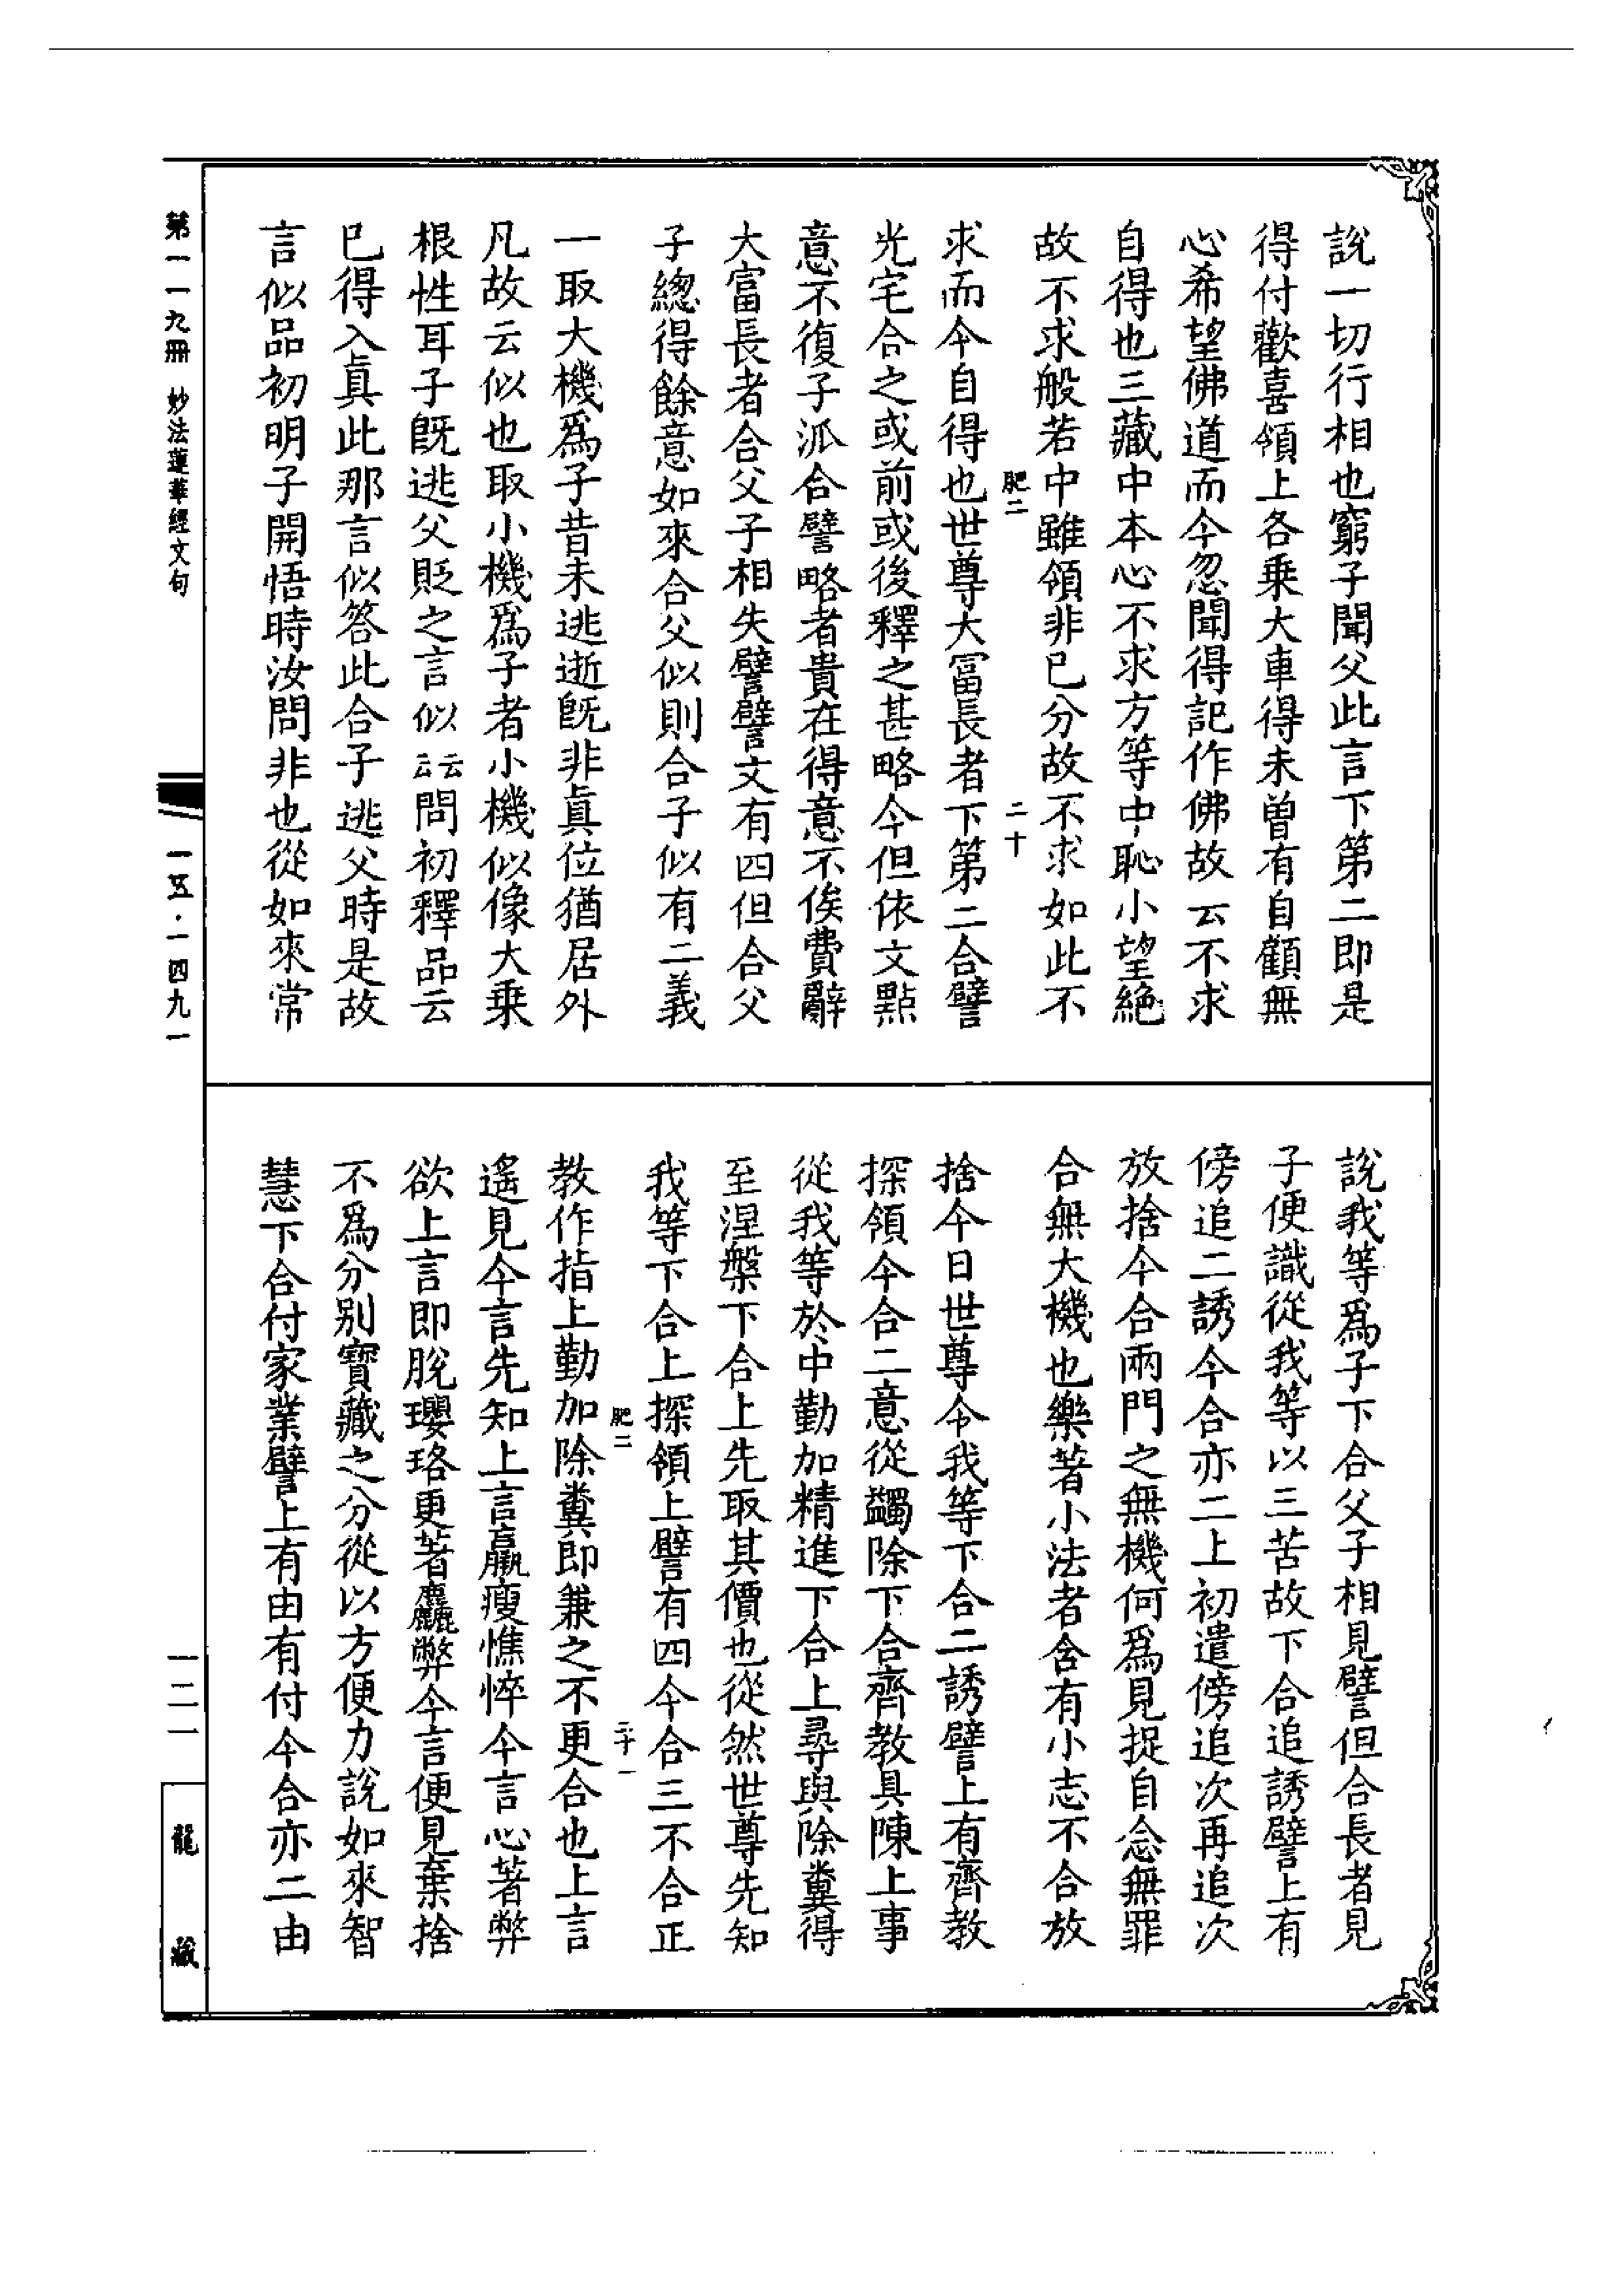 說一切行相也窮子聞父此言下第二即是
得付歡喜領上各乗大車得未曽有自顧無
心希望佛道而今忽聞得記作佛故云不求
自得也三藏中本心不求方等中恥小望絶
故不求般若中雖領非已分故不求如此不
肥二 二十
求而今自得也世尊大冨長者下第二合譬
光宅合之或前或後釋之甚略今但依文㸃
意不復子派合譬略者貴在得意不俟費辭
大富長者合父子相失譬譬文有四但合父
子總得餘意如來合父似則合子似有二義
一取大機爲子昔未逃逝旣非眞位猶居外
凡故云似也取小機爲子者小機似像大乗
根性耳子旣逃父貶之言似云云問初釋品云
巳得入眞此那言似答此合子逃父時是故
言似品初明子開悟時汝問非也從如來常
說我等爲子下合父子相見譬但合長者見
子便識從我等以三苦故下合追誘譬上有
傍追二誘今合亦二上初遣傍追次再追次
放捨今合兩門之無機何爲見捉自念無罪
合無大機也樂著小法者含有小志不合放
捨今日世尊令我等下合二誘譬上有齊教
探領今合二意從蠲除下合齊教具陳上事
從我等於中勤加精進下合上尋與除糞得
至涅槃下合上先取其價也從然世尊先知
我等下合上探領上譬有四今合三不合正
肥二 二十一
教作指上勤加除糞即兼之不更合也上言
遙見今言先知上言羸瘦憔悴今言心著弊
欲上言即脫瓔珞更著麤弊今言便見棄捨
不爲分别寳藏之分從以方便力說如來智
慧下合付家業譬上有由有付今合亦二由
第一一九冊 妙法蓮華經文句
一五·一四九一
一二一
龍藏